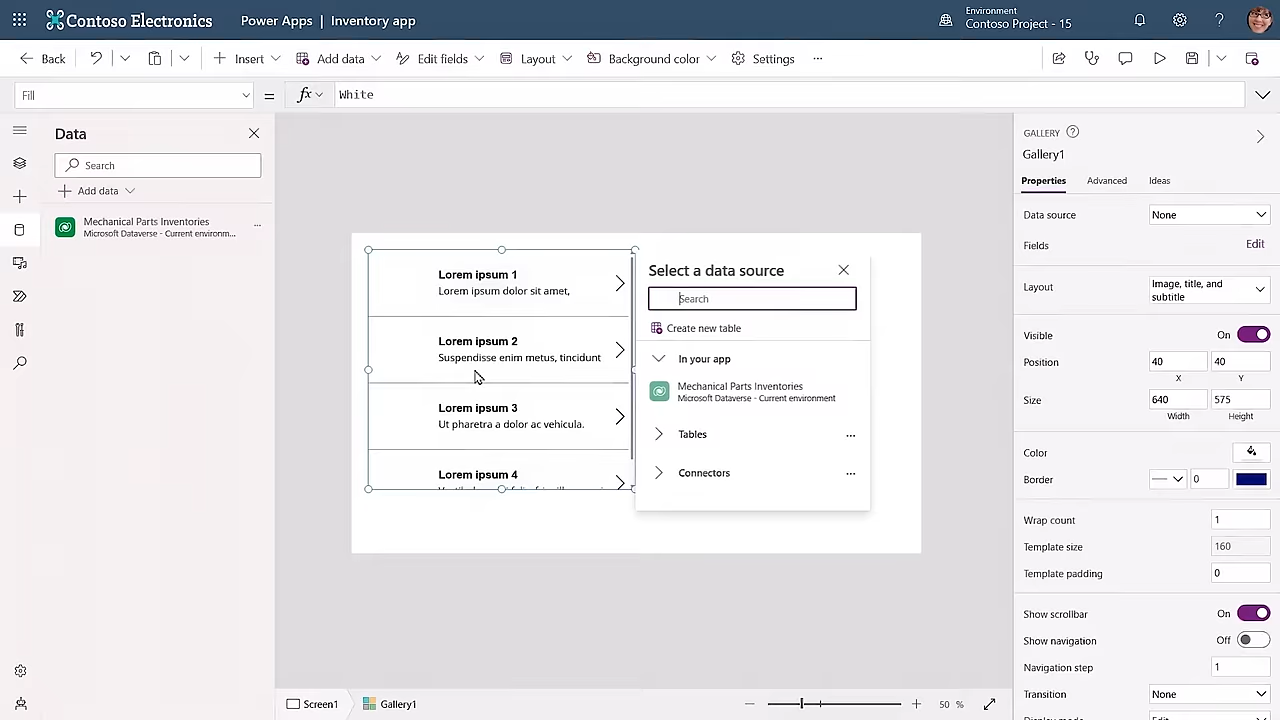 Contoso Electronics
Power Apps | Inventory app
Environment
Contoso Project - 15
Back
Insert
Add data
Edit fields
Layout
Background color
Settings
Fill
=
fx
White
Data
Search
Add data
Mechanical Parts Inventories
Microsoft Dataverse - Current environm...
Lorem ipsum 1
Lorem ipsum dolor sit amet,
Lorem ipsum 2
Suspendisse enim metus, tincidunt
Lorem ipsum 3
Ut pharetra a dolor ac vehicula.
Lorem ipsum 4
Select a data source
Search
Create new table
In your app
Mechanical Parts Inventories
Microsoft Dataverse - Current environment
Tables
Connectors
GALLERY
Gallery1
Properties
Advanced
Ideas
Data source
None
Fields
Edit
Layout
Image, title, and
subtitle
Visible
On
Position
40
40
X
Y
Size
640
575
Width
Height
Color
Border
0
Wrap count
1
Template size
160
Template padding
0
Show scrollbar
On
Show navigation
Off
Navigation step
1
Transition
None
Screen1
Gallery1
50 %